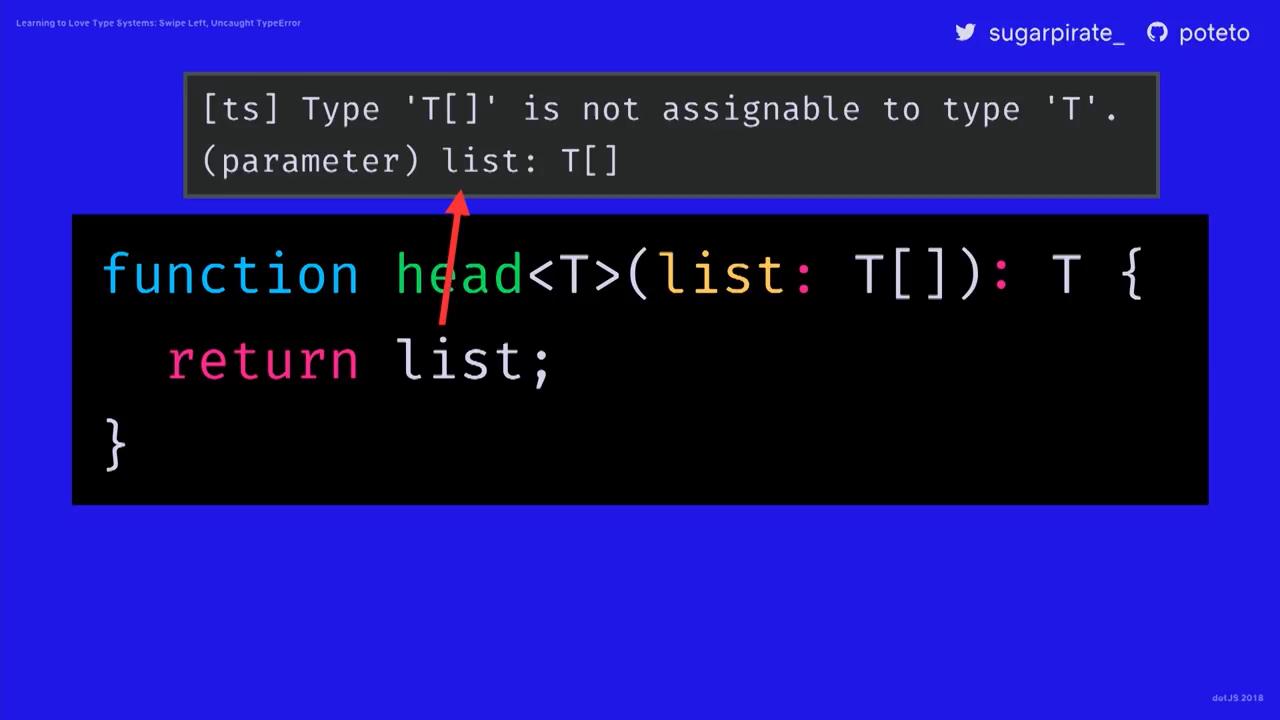 Learning to Love Type Systems: Swipe Left, Uncaught TypeError
sugarpirate_ poteto
[ts] Type 'T[]' is not assignable to type 'T'.
(parameter) list: T[]
function head<T>(list: T[]): T {
  return list;
}
dotJS 2018